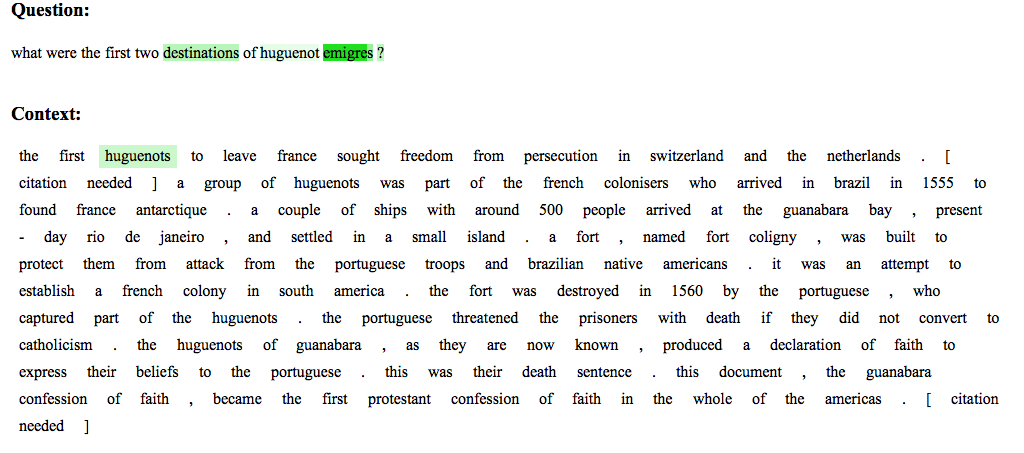 Question:
what were the first two destinations of huguenot emigres ?
Context:
the first huguenots to leave france sought freedom from persecution in switzerland and the netherlands . [
citation needed ] a group of huguenots was part of the french colonisers who arrived in brazil in 1555 to
found france antarctique . a couple of ships with around 500 people arrived at the guanabara bay , present
- day rio de janeiro , and settled in a small island . a fort , named fort coligny , was built to
protect them from attack from the portuguese troops and brazilian native americans . it was an attempt to
establish a french colony in south america . the fort was destroyed in 1560 by the portuguese , who
captured part of the huguenots . the portuguese threatened the prisoners with death if they did not convert to
catholicism . the huguenots of guanabara , as they are now known , produced a declaration of faith to
express their beliefs to the portuguese . this was their death sentence . this document , the guanabara
confession of faith , became the first protestant confession of faith in the whole of the americas . [ citation
needed ]